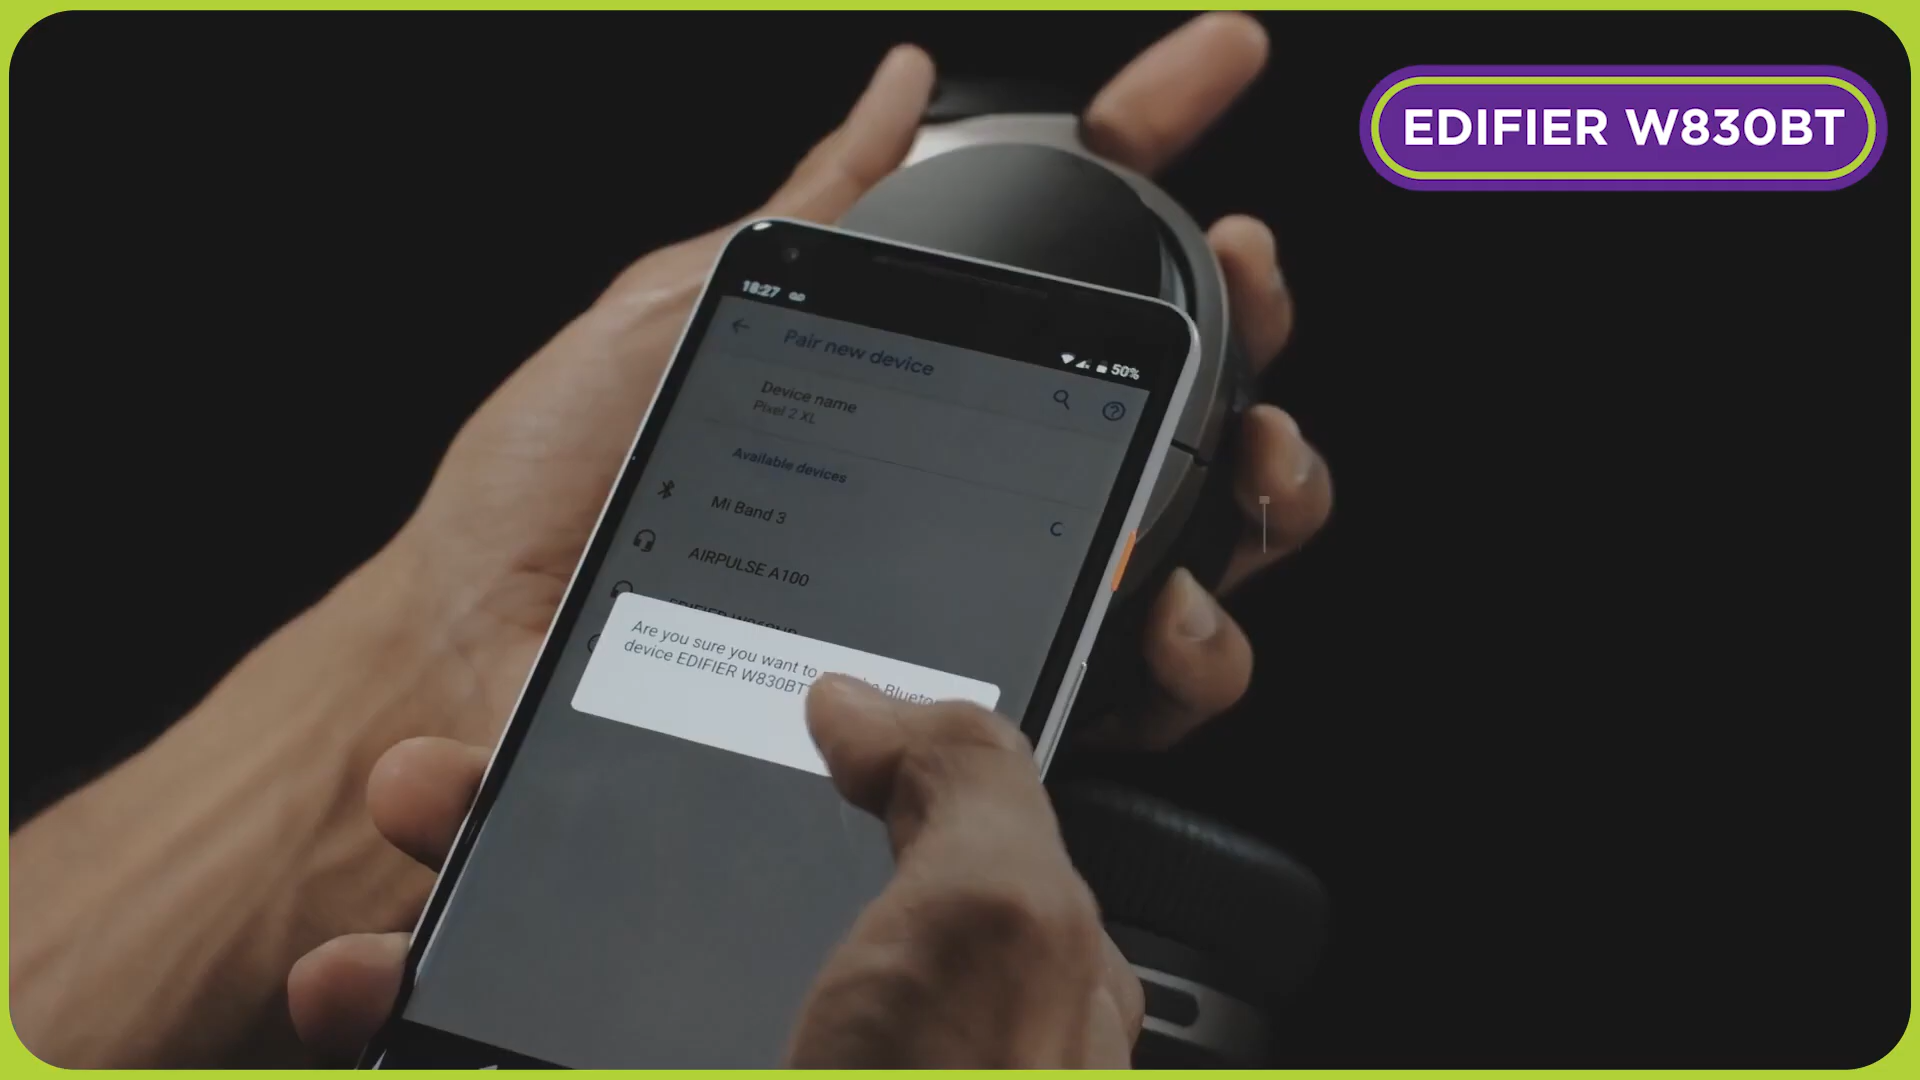 EDIFIER W830BT
18:27
50%
Pair new device
Device name
Pixel 2 XL
Available devices
Mi Band 3
AIRPULSE A100
EDIFIER
Are you sure you want to
device EDIFIER W830BT